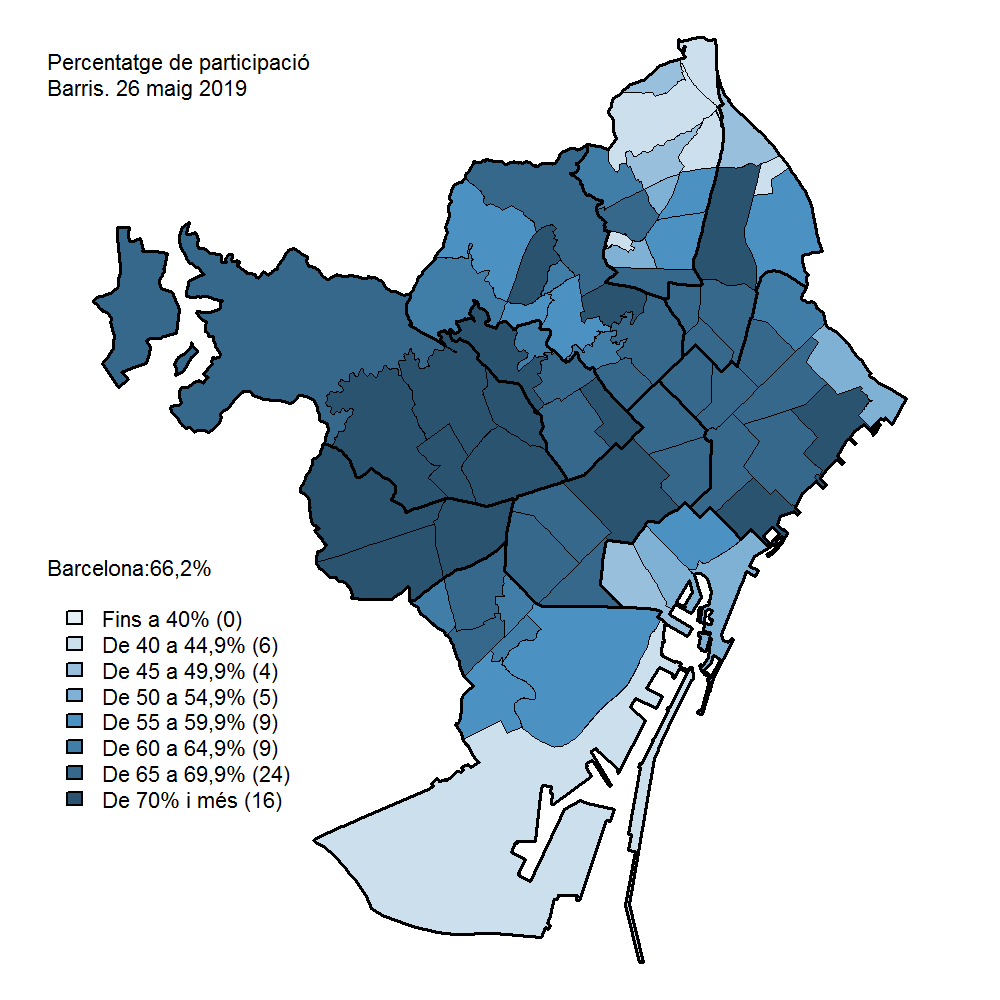 Percentatge de participació
Barris. 26 maig 2019
Barcelona:66,2%
Fins a 40% (0)
De 40 a 44,9% (6)
De 45 a 49,9% (4)
De 50 a 54,9% (5)
De 55 a 59,9% (9)
De 60 a 64,9% (9)
De 65 a 69,9% (24)
De 70% i més (16)